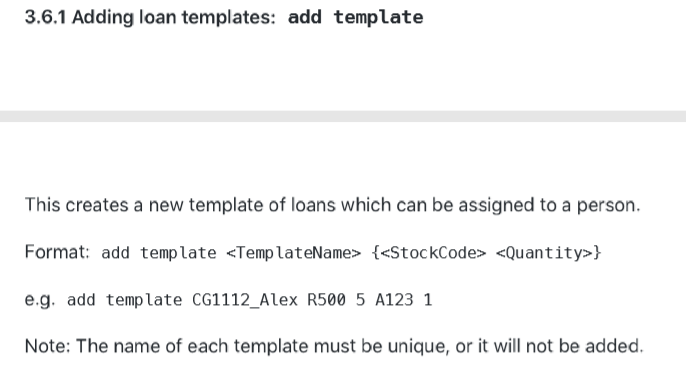 3.6.1 Adding loan templates: add template
This creates a new template of loans which can be assigned to a person.
Format: add template <TemplateName> {<StockCode> <Quantity>}
e.g. add template CG1112_Alex R500 5 A123 1
Note: The name of each template must be unique, or it will not be added.